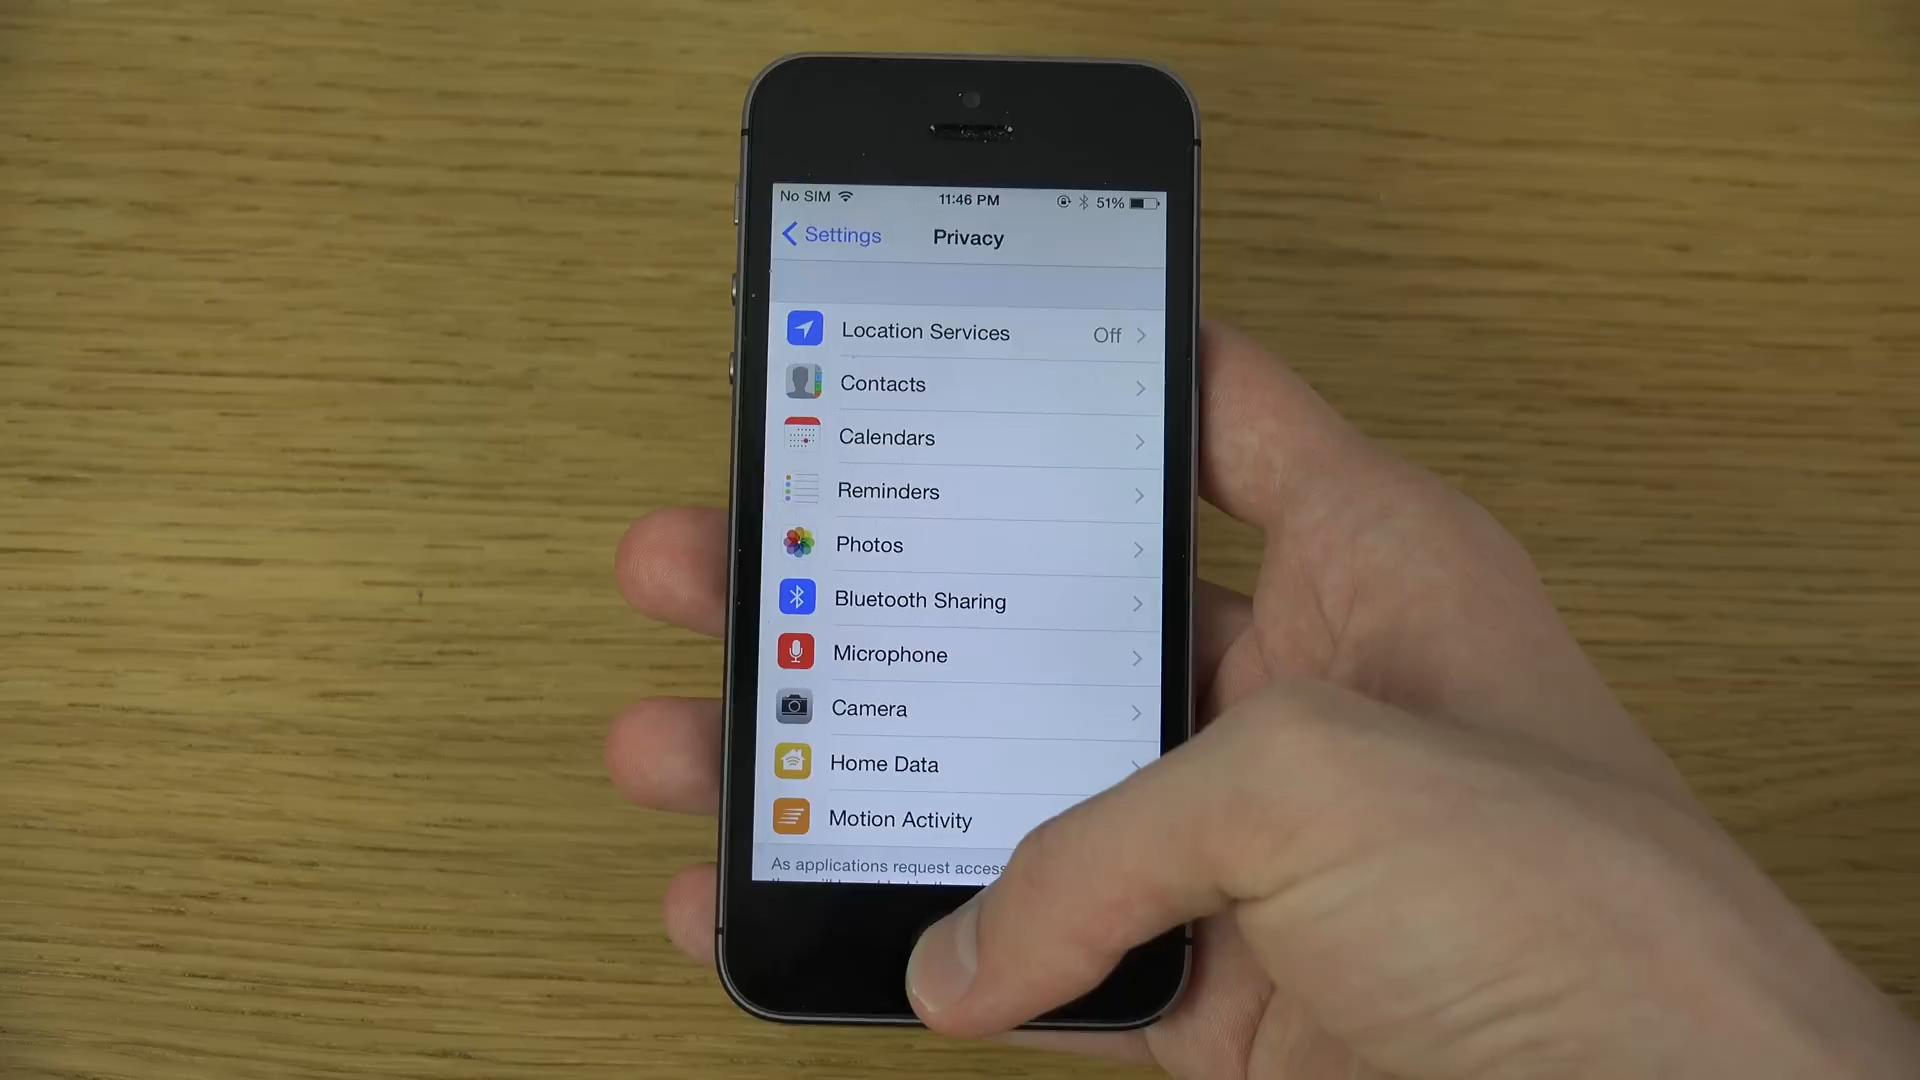 No SIM 11:46 PM 51%
Settings Privacy
Location Services Off
Contacts
Calendars
Reminders
Photos
Bluetooth Sharing
Microphone
Camera
Home Data
Motion Activity
As applications request access